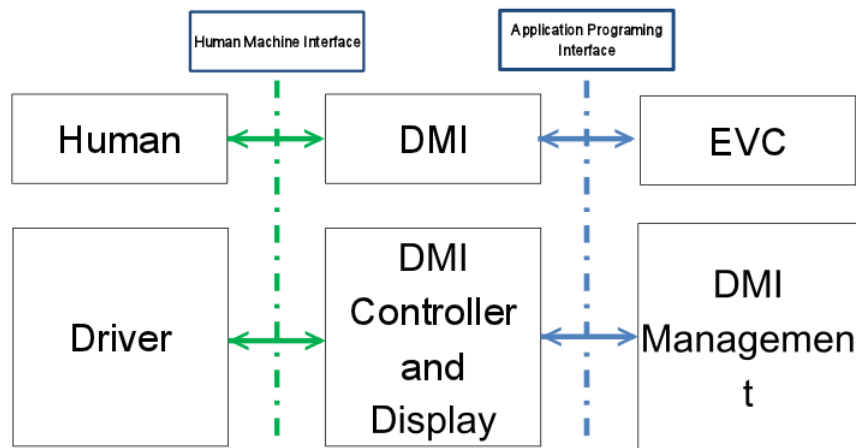 Human Machine Interface
Application Programing
Interface
Human
DMI
EVC
Driver
DMI
Controller
and
Display
DMI
Managemen
t